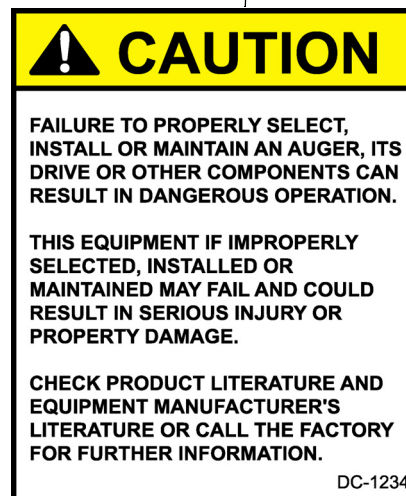 CAUTION
FAILURE TO PROPERLY SELECT,
INSTALL OR MAINTAIN AN AUGER, ITS
DRIVE OR OTHER COMPONENTS CAN
RESULT IN DANGEROUS OPERATION.
THIS EQUIPMENT IF IMPROPERLY
SELECTED, INSTALLED OR
MAINTAINED MAY FAIL AND COULD
RESULT IN SERIOUS INJURY OR
PROPERTY DAMAGE.
CHECK PRODUCT LITERATURE AND
EQUIPMENT MANUFACTURER'S
LITERATURE OR CALL THE FACTORY
FOR FURTHER INFORMATION.
DC-1234